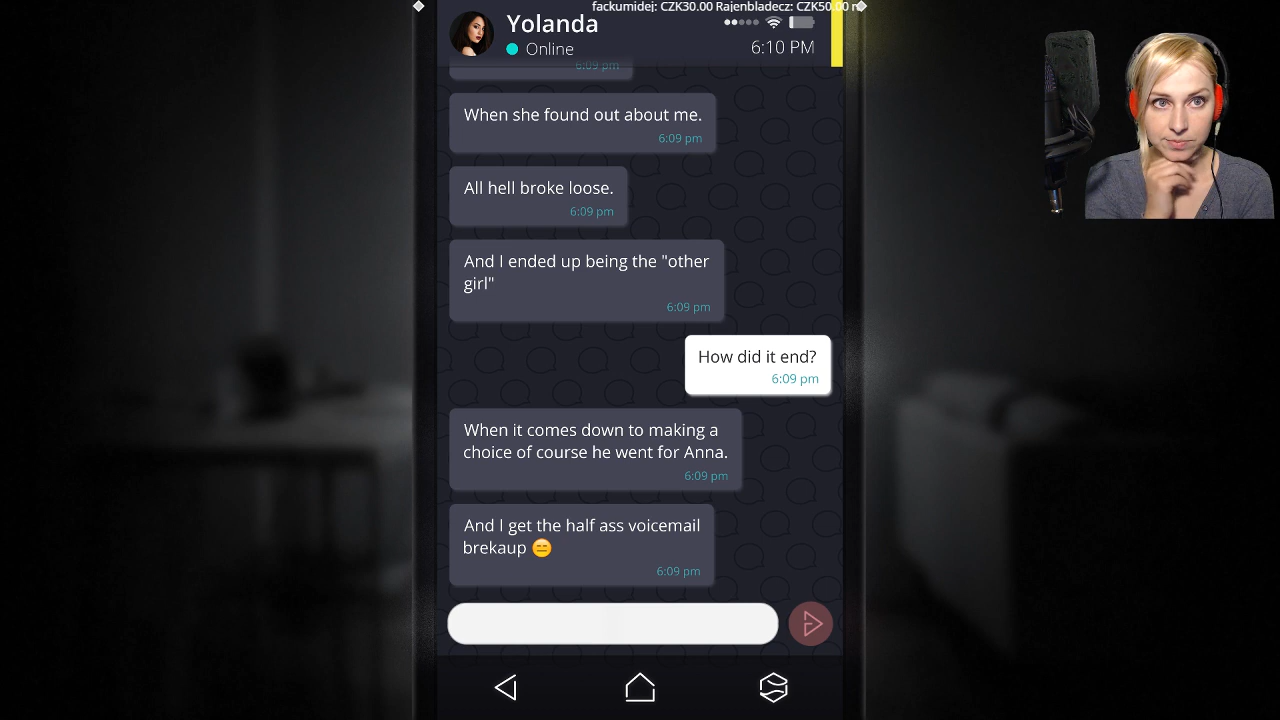 fackumidej: CZK30.00 Rajenbladecz: CZK50.00
Yolanda
Online
6:10 PM
6:09 pm
When she found out about me.
6:09 pm
All hell broke loose.
6:09 pm
And I ended up being the "other
girl"
6:09 pm
How did it end?
6:09 pm
When it comes down to making a
choice of course he went for Anna.
6:09 pm
And I get the half ass voicemail
brekaup 😑
6:09 pm